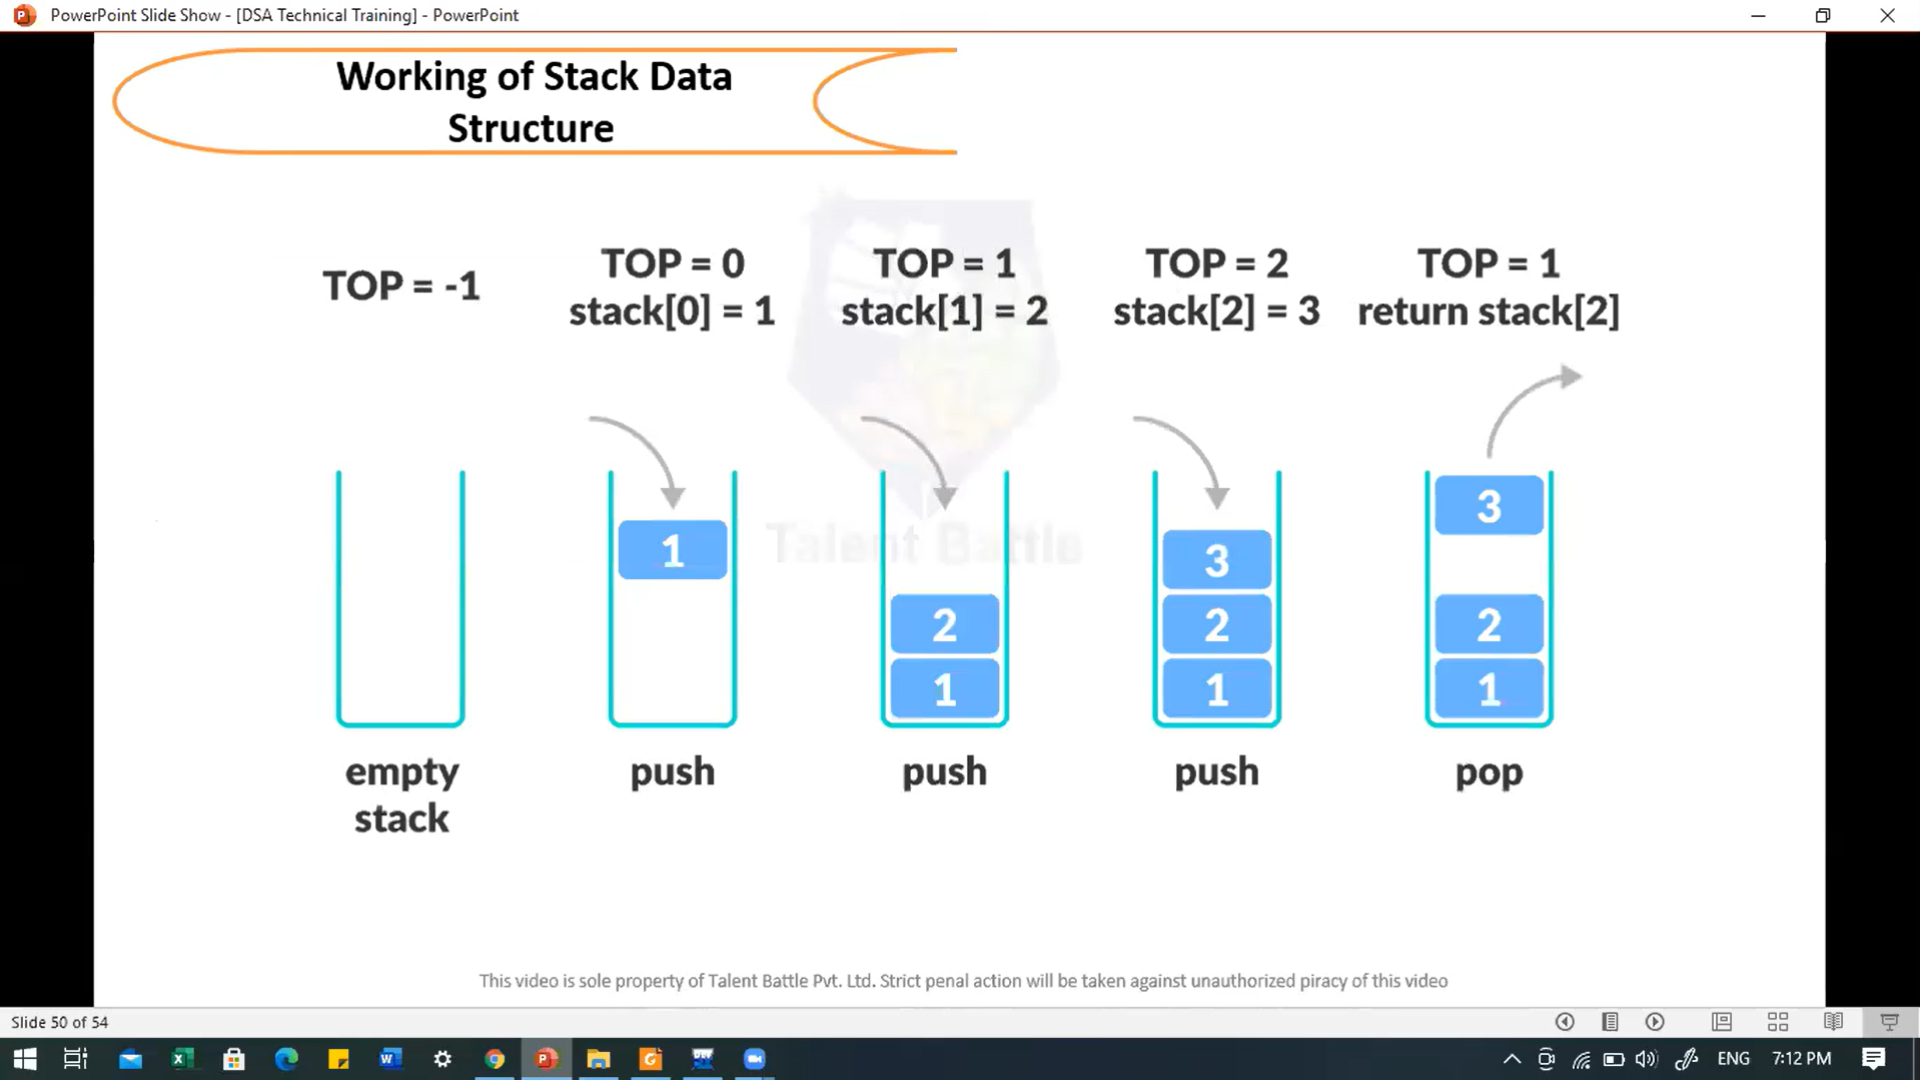 PowerPoint Slide Show - [DSA Technical Training] - PowerPoint
Working of Stack Data
Structure
TOP = -1
TOP = 0
stack[0] = 1
TOP = 1
stack[1] = 2
TOP = 2
stack[2] = 3
TOP = 1
return stack[2]
1
2
1
3
2
1
3
2
1
Talent Battle
empty
stack
push
push
push
pop
This video is sole property of Talent Battle Pvt. Ltd. Strict penal action will be taken against unauthorized piracy of this video
Slide 50 of 54
ENG
7:12 PM